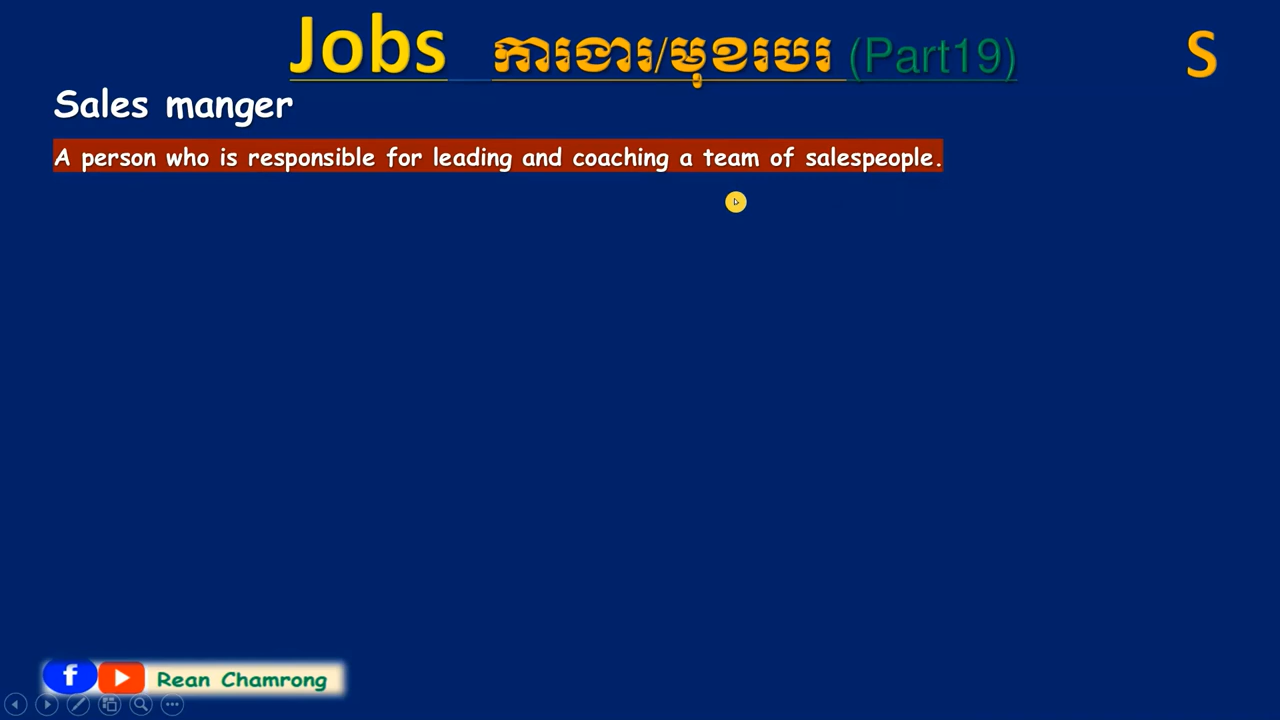 Jobs ការងារ/មុខរបរ (Part19) S
Sales manger
A person who is responsible for leading and coaching a team of salespeople.
f Rean Chamrong